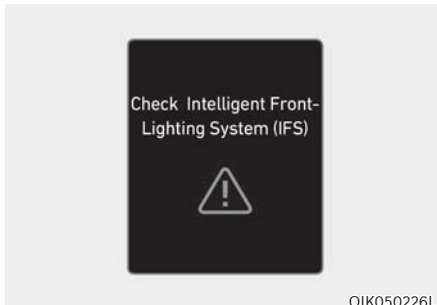 Check Intelligent Front-
Lighting System (IFS)
OIK050226L